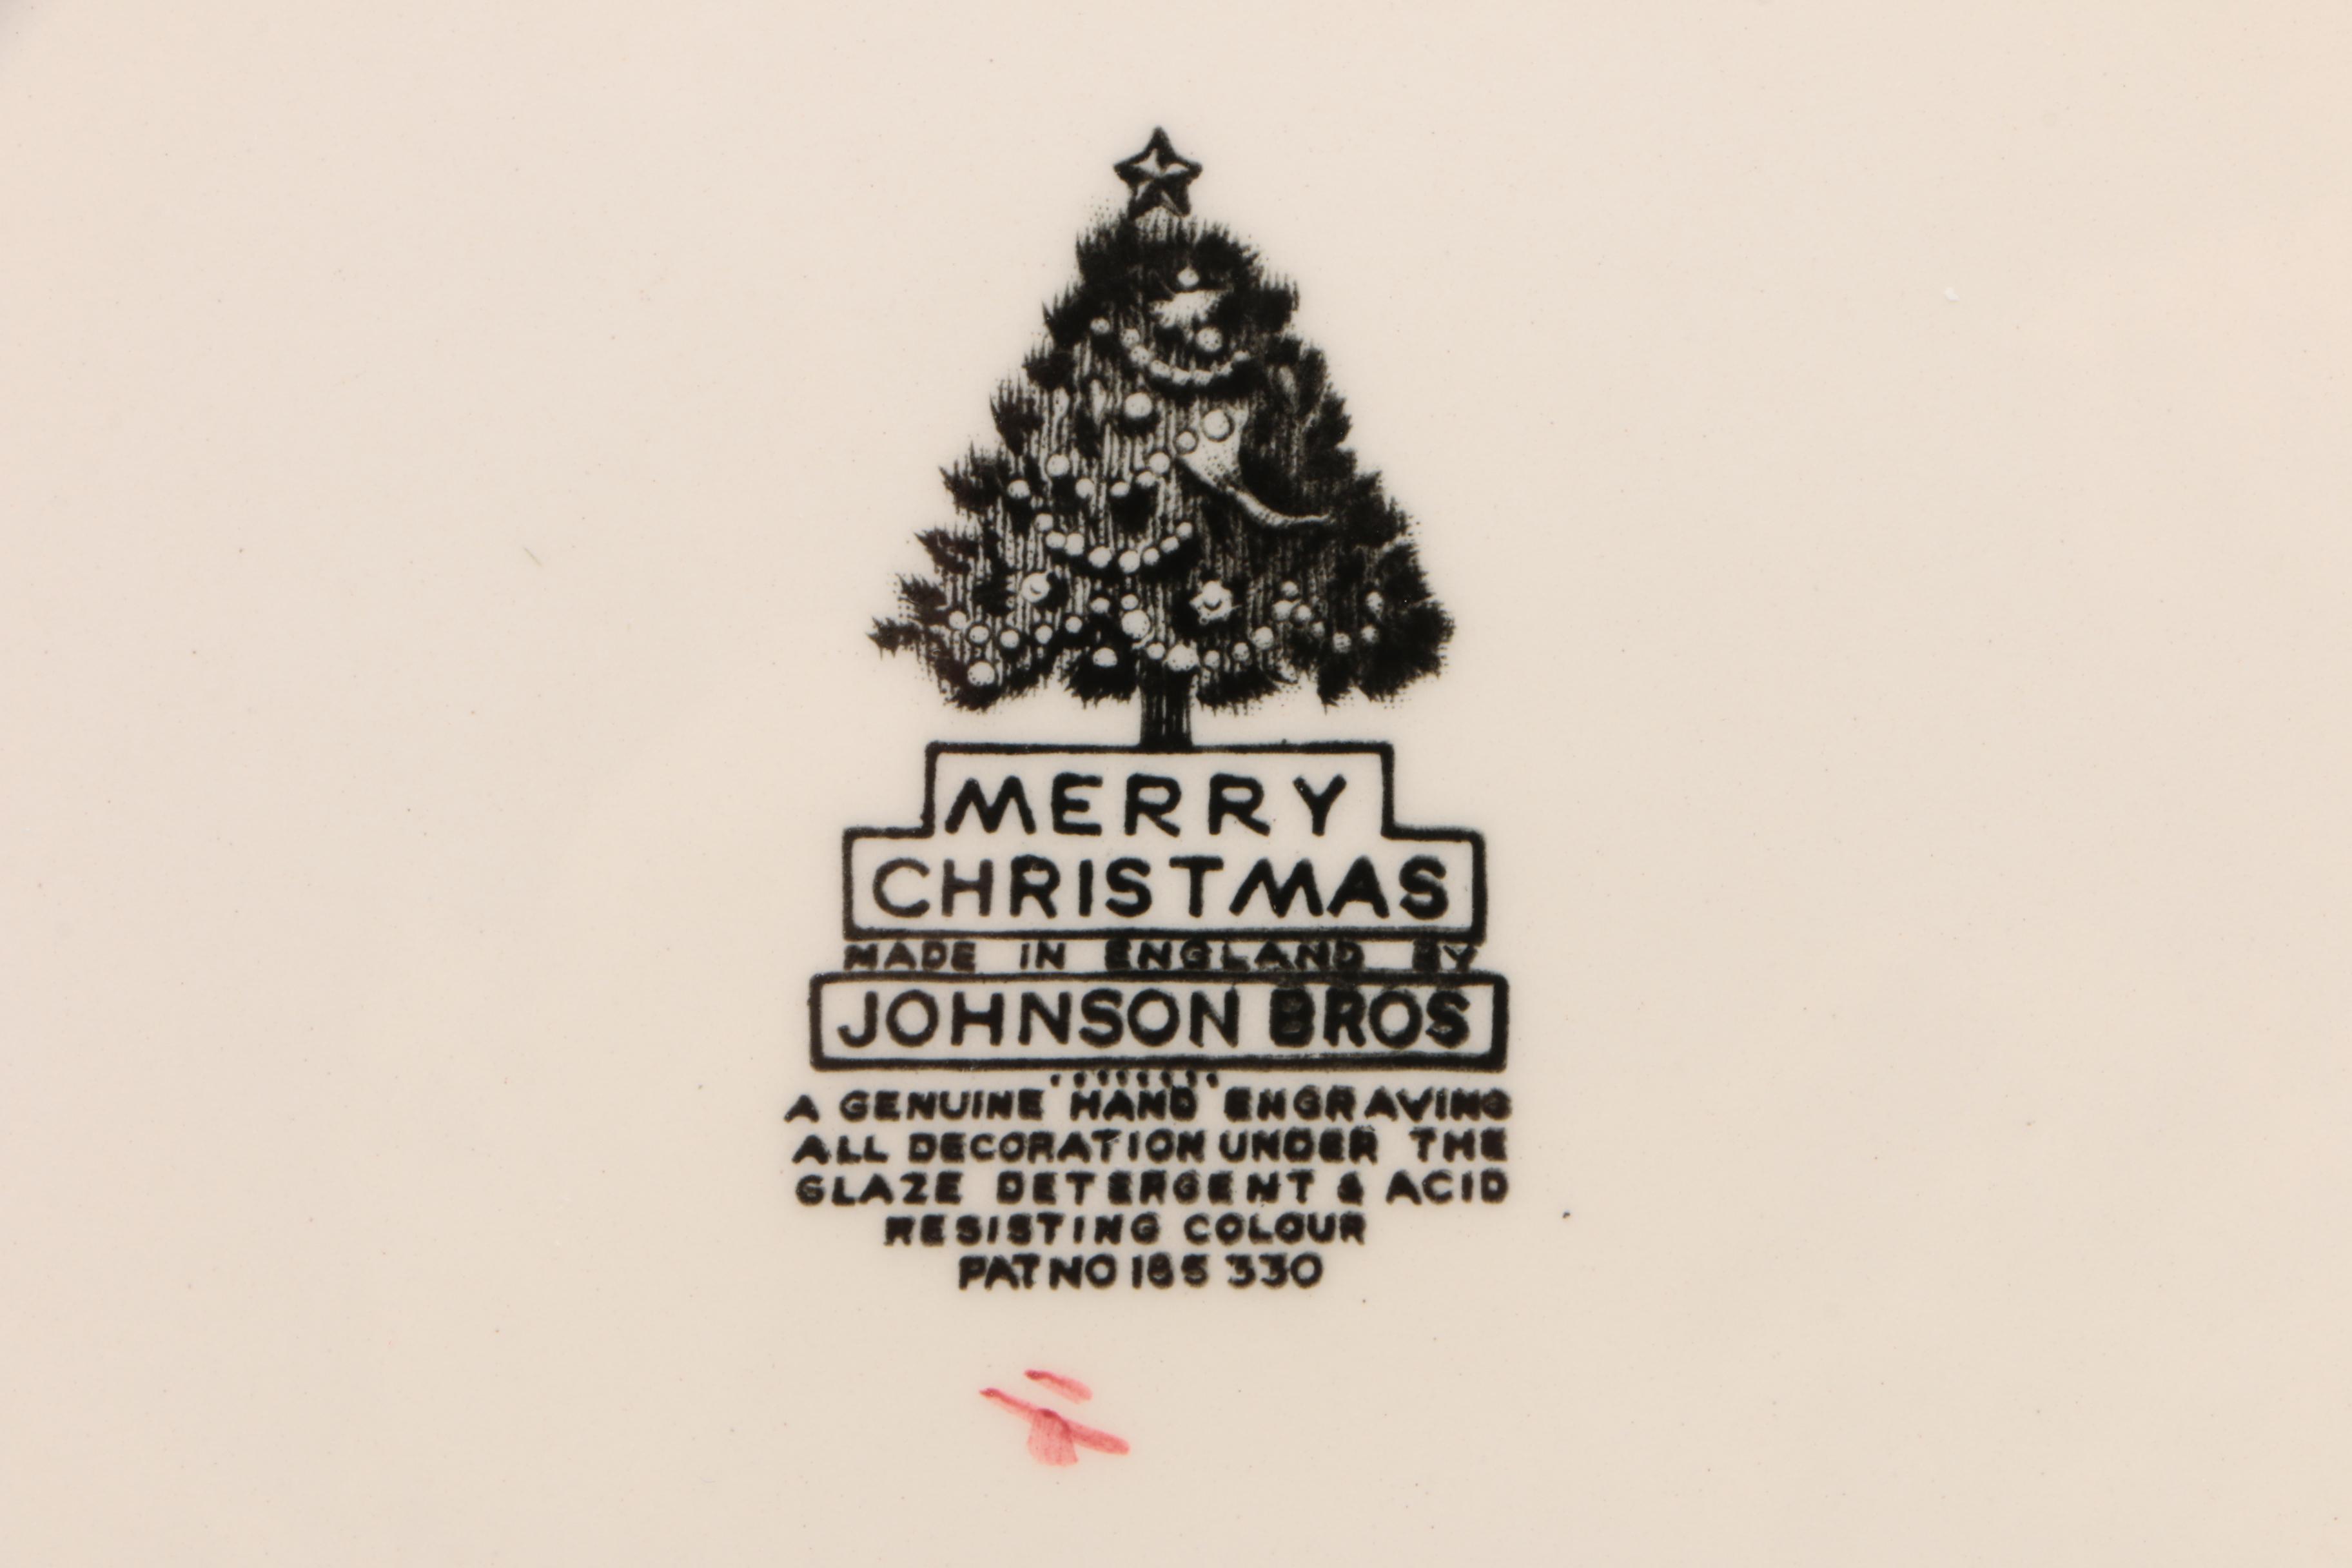 MERRY
CHRISTMAS
MADE IN ENGLAND BY
JOHNSON BROS
A GENUINE HAND ENGRAVING
ALL DECORATION UNDER THE
GLAZE DETERGENT & ACID
RESISTING COLOUR
PAT NO 185 330